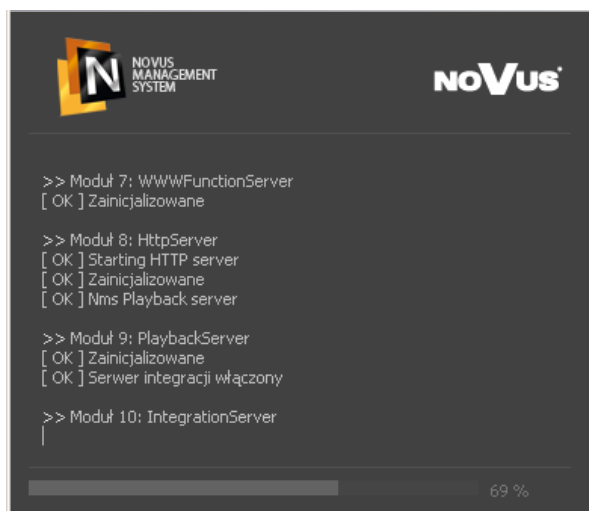 N
NOVUS
MANAGEMENT
SYSTEM
NOVUS
>> Moduł 7: WWWFunctionServer
[ OK ] Zainicjalizowane
>> Moduł 8: HttpServer
[ OK ] Starting HTTP server
[ OK ] Zainicjalizowane
[ OK ] Nms Playback server
>> Moduł 9: PlaybackServer
[ OK ] Zainicjalizowane
[ OK ] Serwer integracji włączony
>> Moduł 10: IntegrationServer
69 %